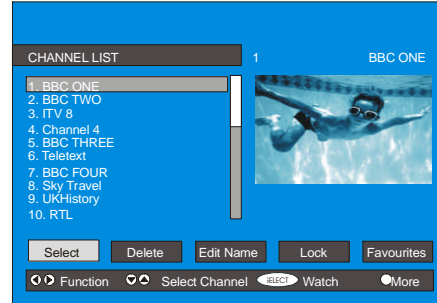 CHANNEL LIST 1 BBC ONE
1. BBC ONE
2. BBC TWO
3. ITV 8
4. Channel 4
5. BBC THREE
6. Teletext
7. BBC FOUR
8. Sky Travel
9. UKHistory
10. RTL
Select Delete Edit Name Lock Favourites
Function Select Channel SELECT Watch More